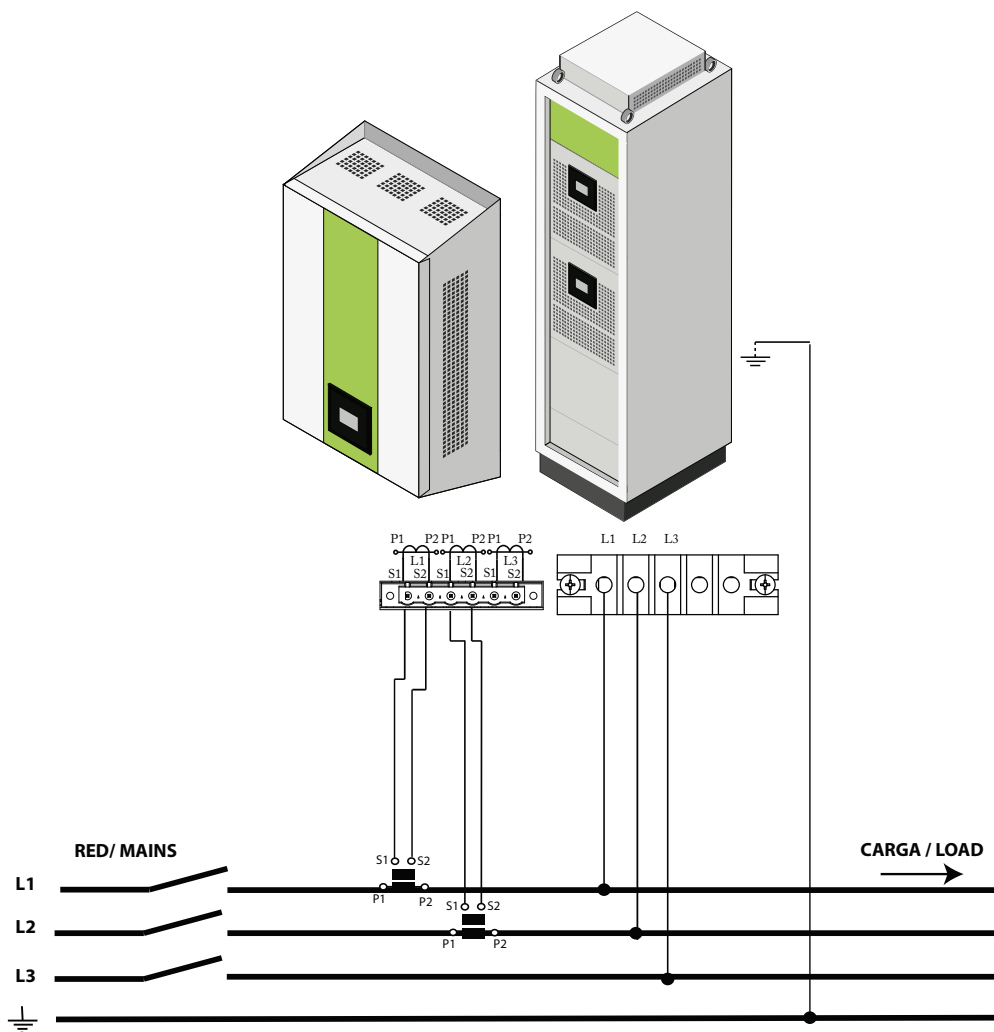 P1 P2 P1 P2 P1 P2
L1 L2 L3
S1 S2 S1 S2 S1 S2
L1 L2 L3
RED/ MAINS
CARGA / LOAD
S1 S2
L1
P1 P2
S1 S2
L2
P1 P2
L3